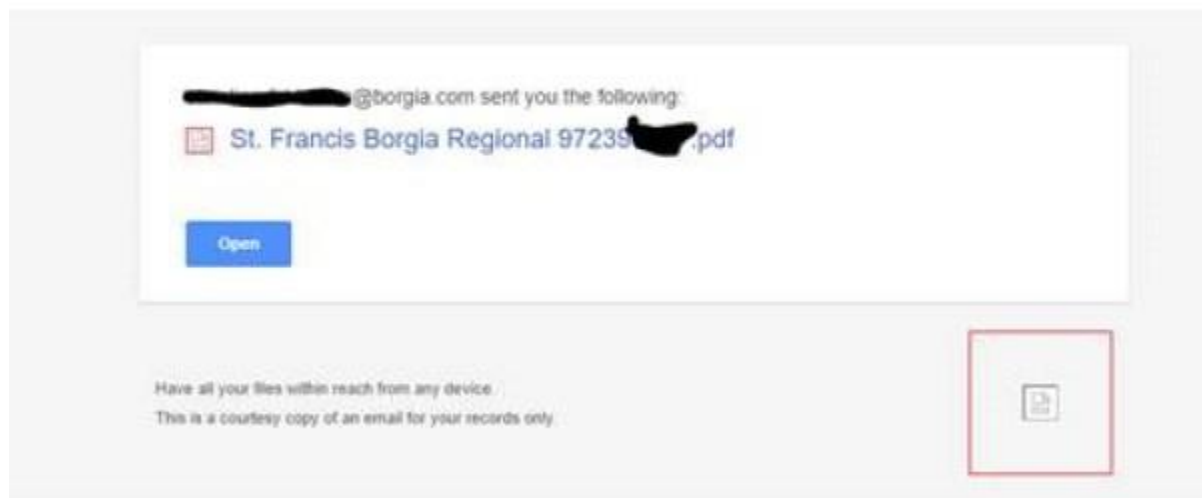 @borgia.com sent you the following:
St. Francis Borgia Regional 97239 .pdf
Open
Have all your files within reach from any device.
This is a courtesy copy of an email for your records only.